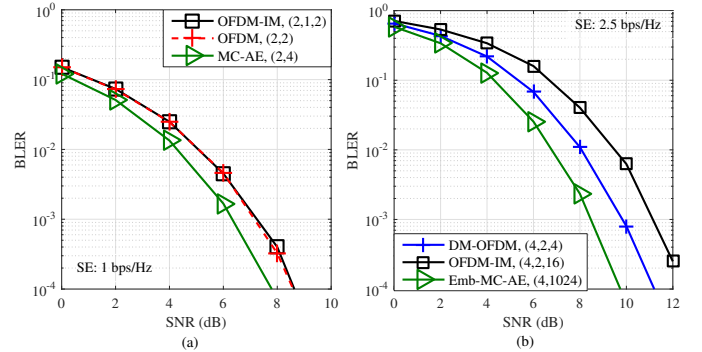 10^0
10^-1
10^-2
10^-3
10^-4
BLER
0 2 4 6 8 10
SNR (dB)
(a)
OFDM-IM, (2,1,2)
OFDM, (2,2)
MC-AE, (2,4)
SE: 1 bps/Hz
10^0
10^-1
10^-2
10^-3
10^-4
BLER
0 2 4 6 8 10 12
SNR (dB)
(b)
SE: 2.5 bps/Hz
DM-OFDM, (4,2,4)
OFDM-IM, (4,2,16)
Emb-MC-AE, (4,1024)